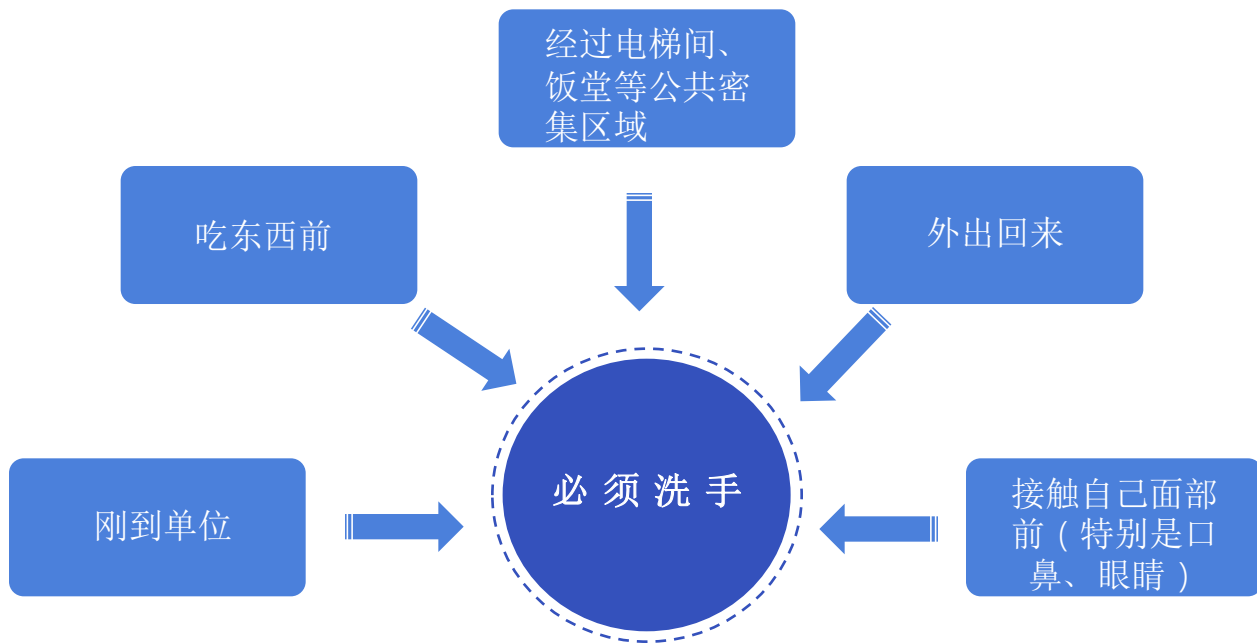 经过电梯间、
饭堂等公共密
集区域
吃东西前
外出回来
必须洗手
刚到单位
接触自己面部
前（特别是口
鼻、眼睛）